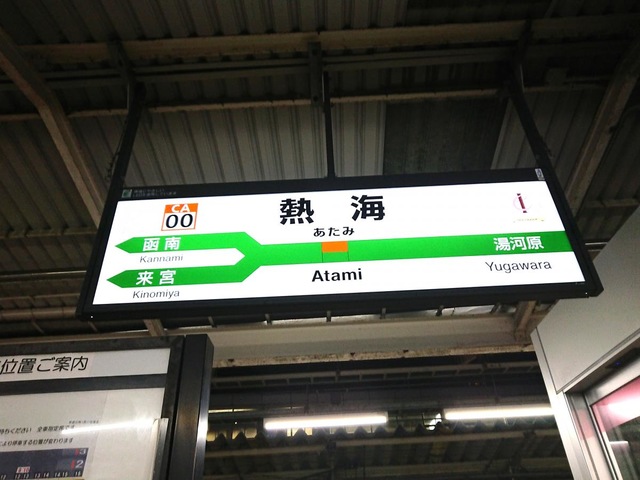 熱海
あたみ
Atami
CA
00
函南
Kannami
来宮
Kinomiya
湯河原
Yugawara
位置ご案内